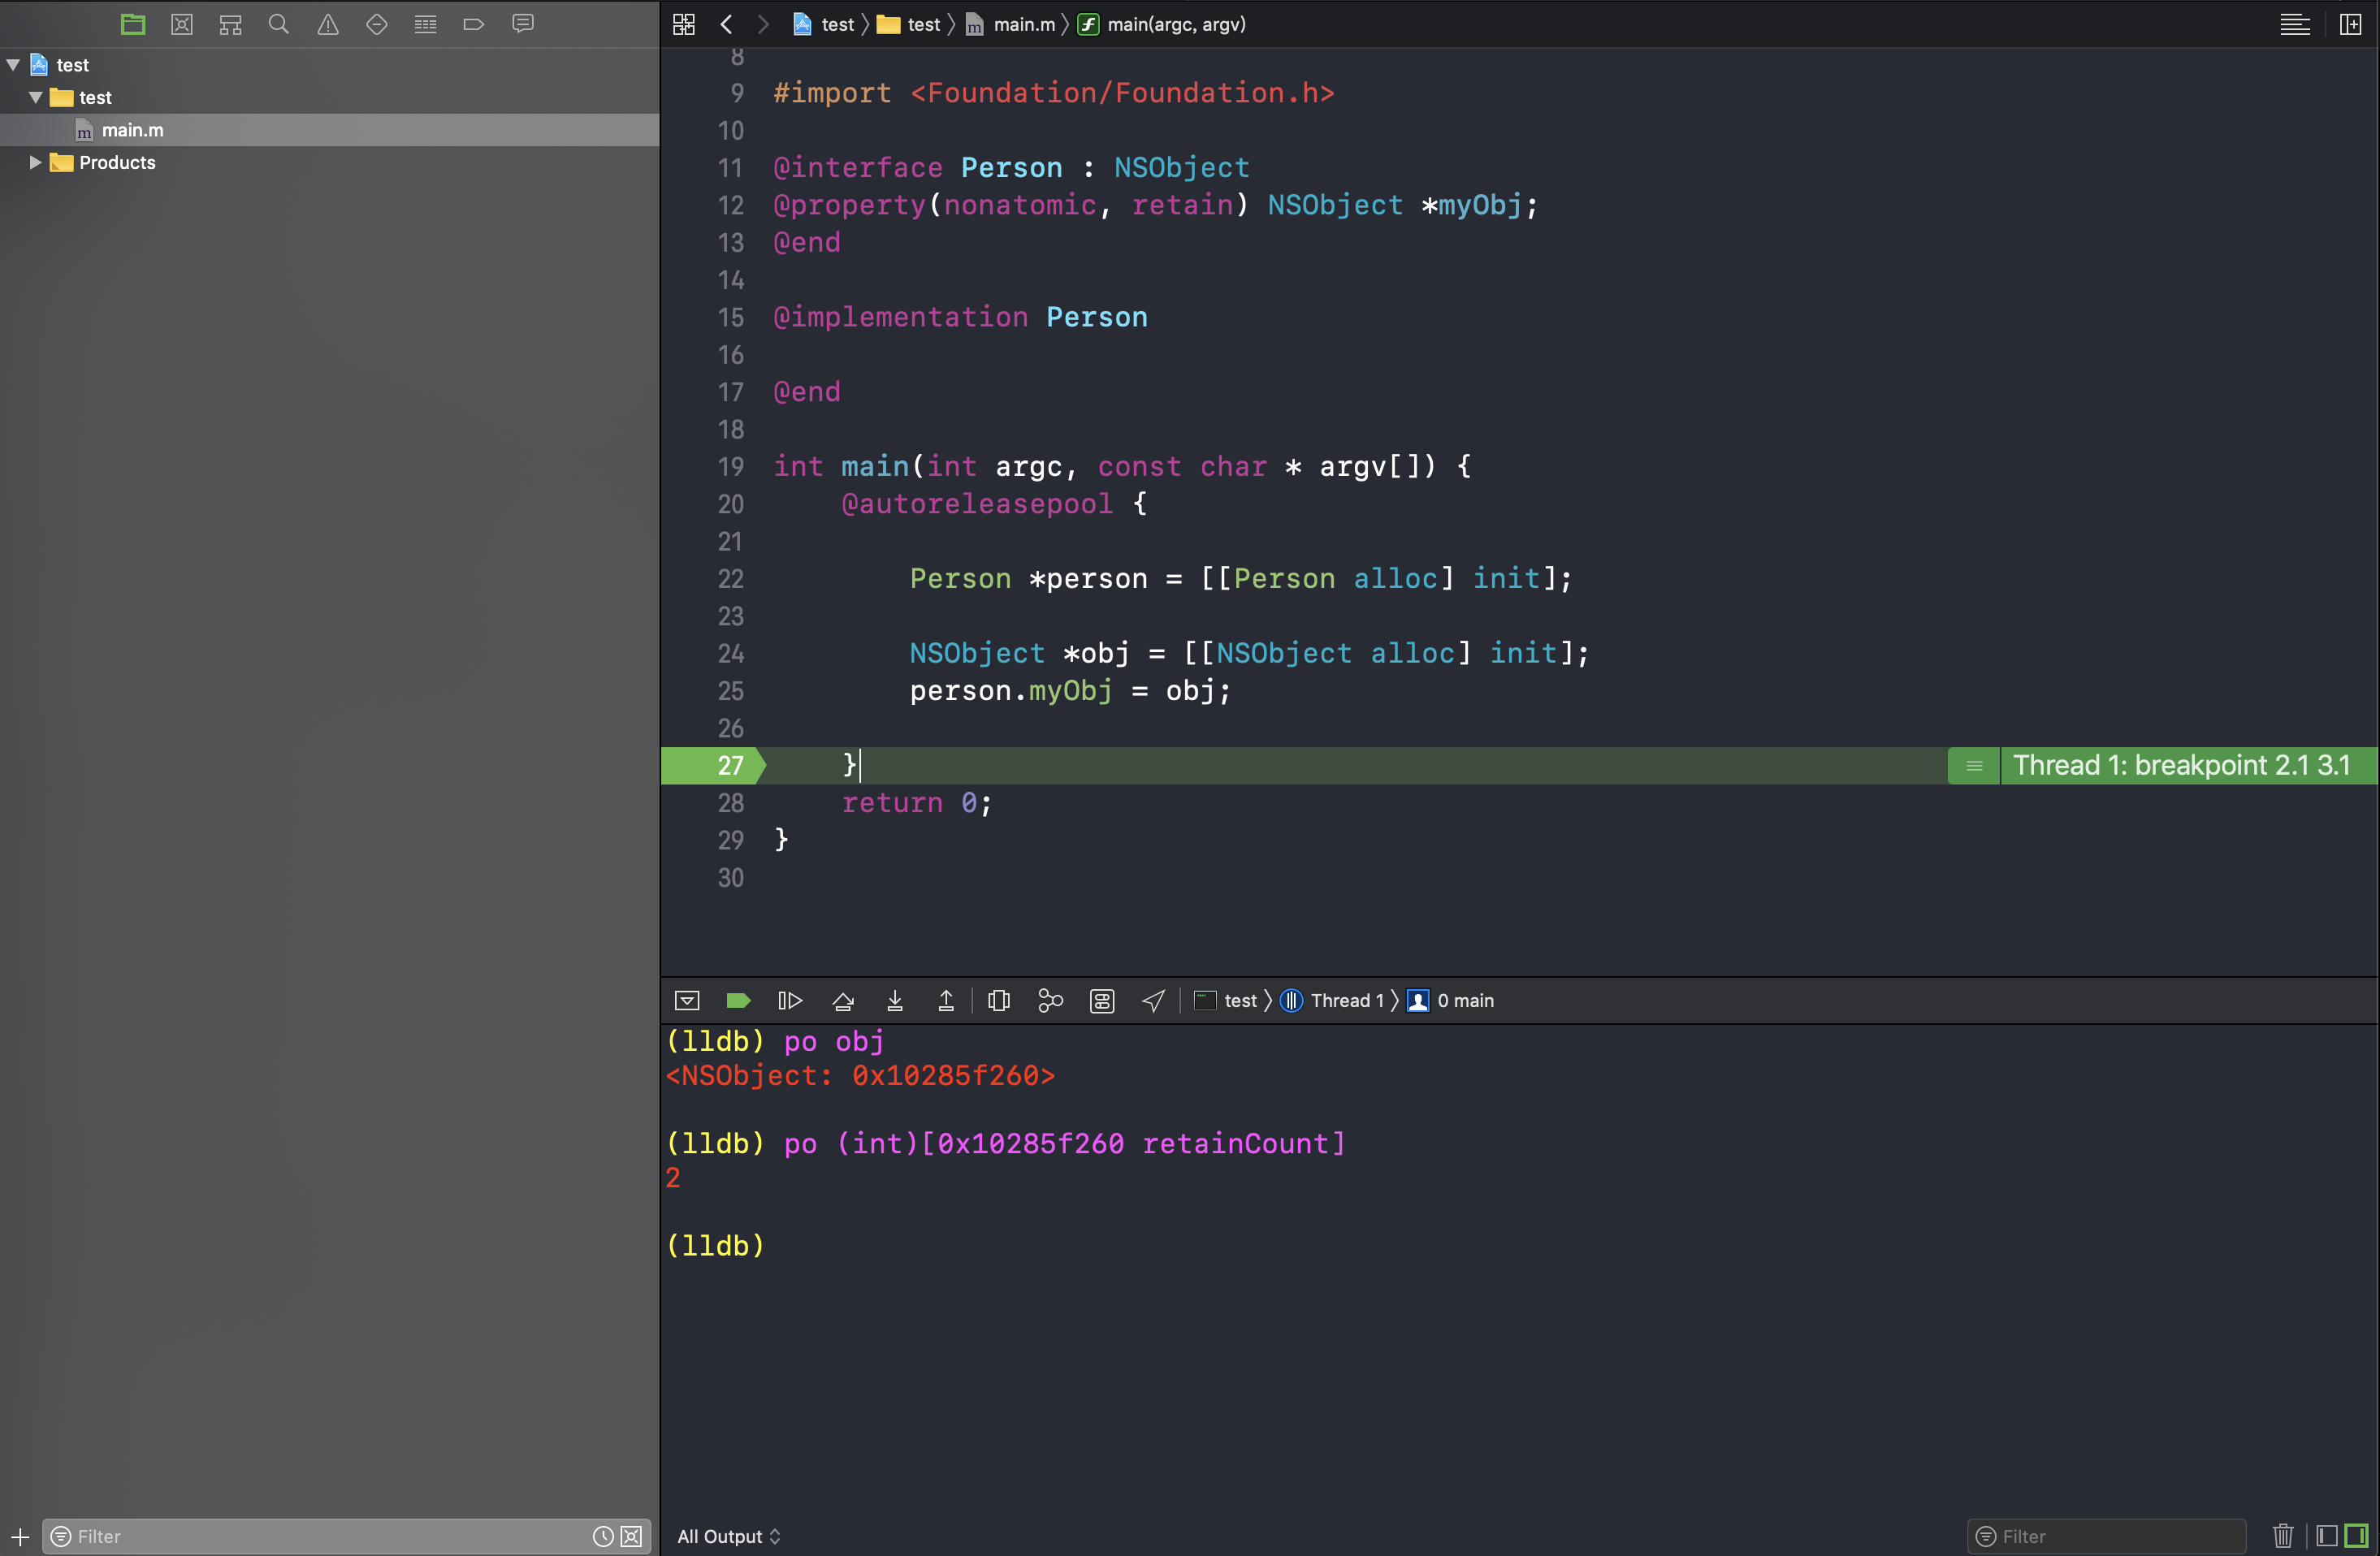 test
test
main.m
Products
Filter
test test main.m main(argc, argv)
8
9 #import <Foundation/Foundation.h>
10
11 @interface Person : NSObject
12 @property(nonatomic, retain) NSObject *myObj;
13 @end
14
15 @implementation Person
16
17 @end
18
19 int main(int argc, const char * argv[]) {
20     @autoreleasepool {
21
22         Person *person = [[Person alloc] init];
23
24         NSObject *obj = [[NSObject alloc] init];
25         person.myObj = obj;
26
27     } Thread 1: breakpoint 2.1 3.1
28     return 0;
29 }
30
test Thread 1 0 main
(lldb) po obj
<NSObject: 0x10285f260>
(lldb) po (int)[0x10285f260 retainCount]
2
(lldb)
All Output Filter